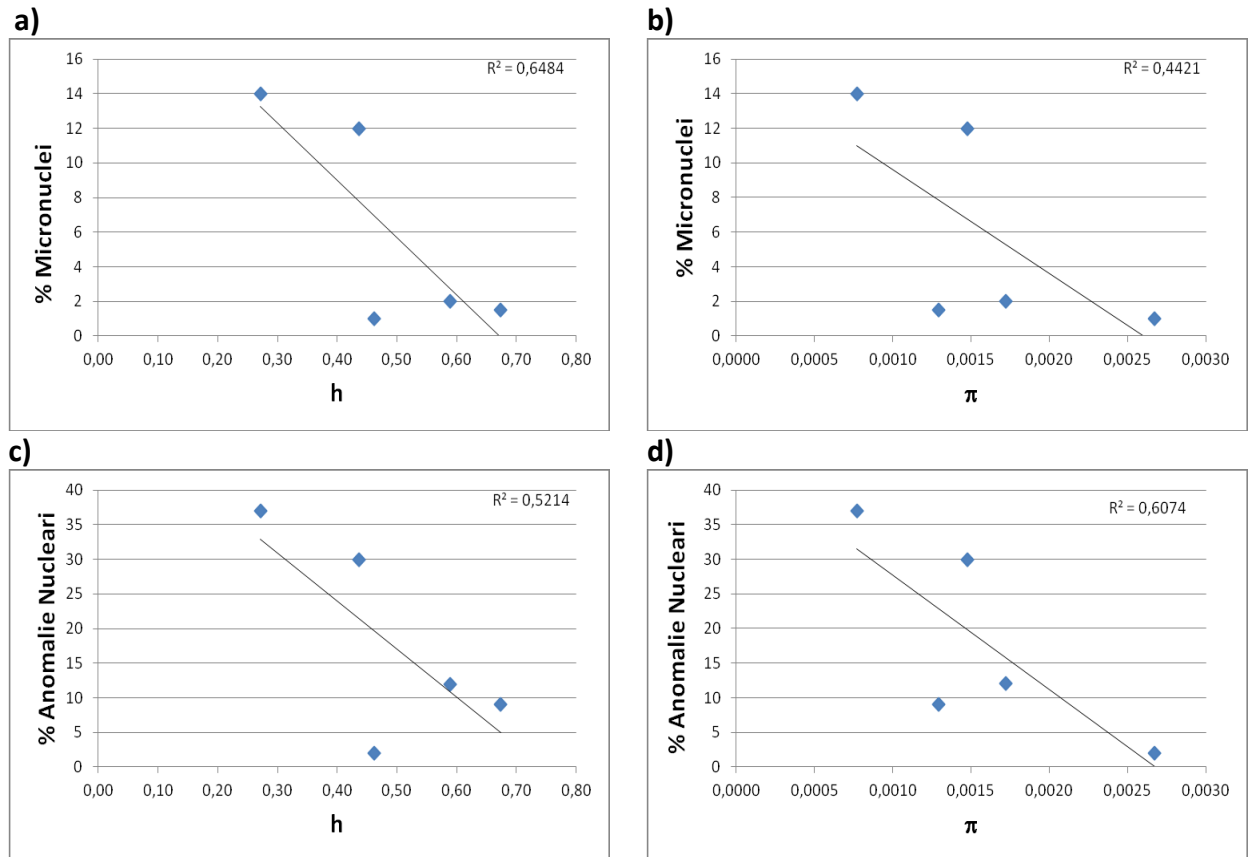 a)
R² = 0,6484
16
14
12
10
8
6
4
2
0
% Micronuclei
0,00 0,10 0,20 0,30 0,40 0,50 0,60 0,70 0,80
h
b)
R² = 0,4421
16
14
12
10
8
6
4
2
0
% Micronuclei
0,0000 0,0005 0,0010 0,0015 0,0020 0,0025 0,0030
π
c)
R² = 0,5214
40
35
30
25
20
15
10
5
0
% Anomalie Nucleari
0,00 0,10 0,20 0,30 0,40 0,50 0,60 0,70 0,80
h
d)
R² = 0,6074
40
35
30
25
20
15
10
5
0
% Anomalie Nucleari
0,0000 0,0005 0,0010 0,0015 0,0020 0,0025 0,0030
π